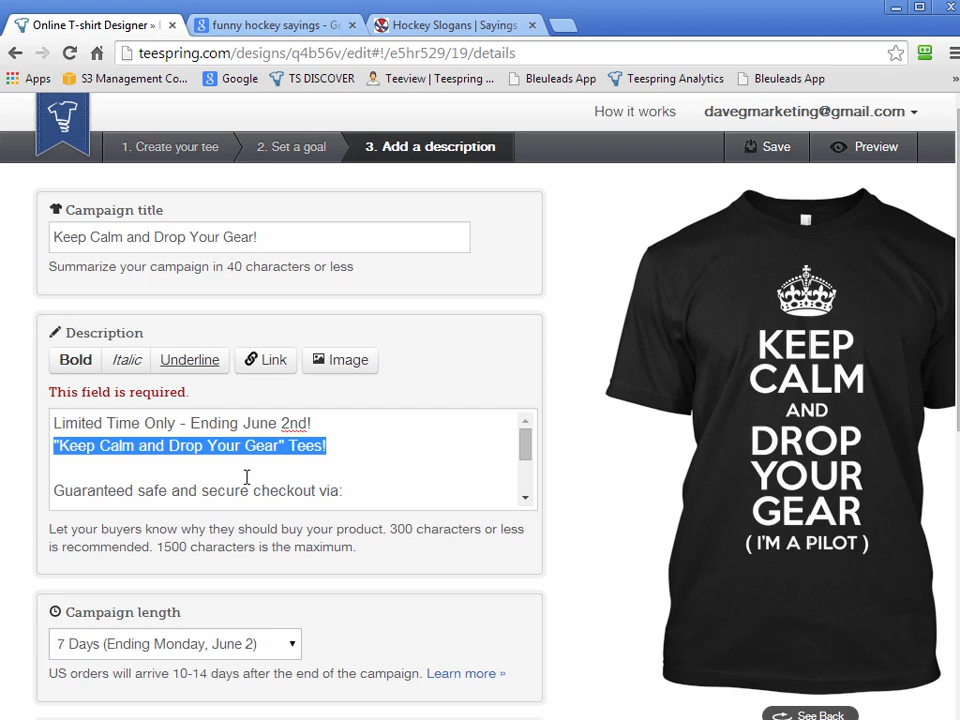 Online T-shirt Designer »
funny hockey sayings - Go
Hockey Slogans | Sayings
teespring.com/designs/q4b56v/edit#!/e5hr529/19/details
Apps
S3 Management Co...
Google
TS DISCOVER
Teeview | Teespring ...
Bleuleads App
Teespring Analytics
Bleuleads App
»
How it works
davegmarketing@gmail.com
1. Create your tee
2. Set a goal
3. Add a description
Save
Preview
Campaign title
Keep Calm and Drop Your Gear!
Summarize your campaign in 40 characters or less
Description
Bold
Italic
Underline
Link
Image
This field is required.
Limited Time Only - Ending June 2nd!
"Keep Calm and Drop Your Gear" Tees!
Guaranteed safe and secure checkout via:
Let your buyers know why they should buy your product. 300 characters or less
is recommended. 1500 characters is the maximum.
Campaign length
7 Days (Ending Monday, June 2)
US orders will arrive 10-14 days after the end of the campaign. Learn more »
KEEP
CALM
AND
DROP
YOUR
GEAR
( I'M A PILOT )
See Back